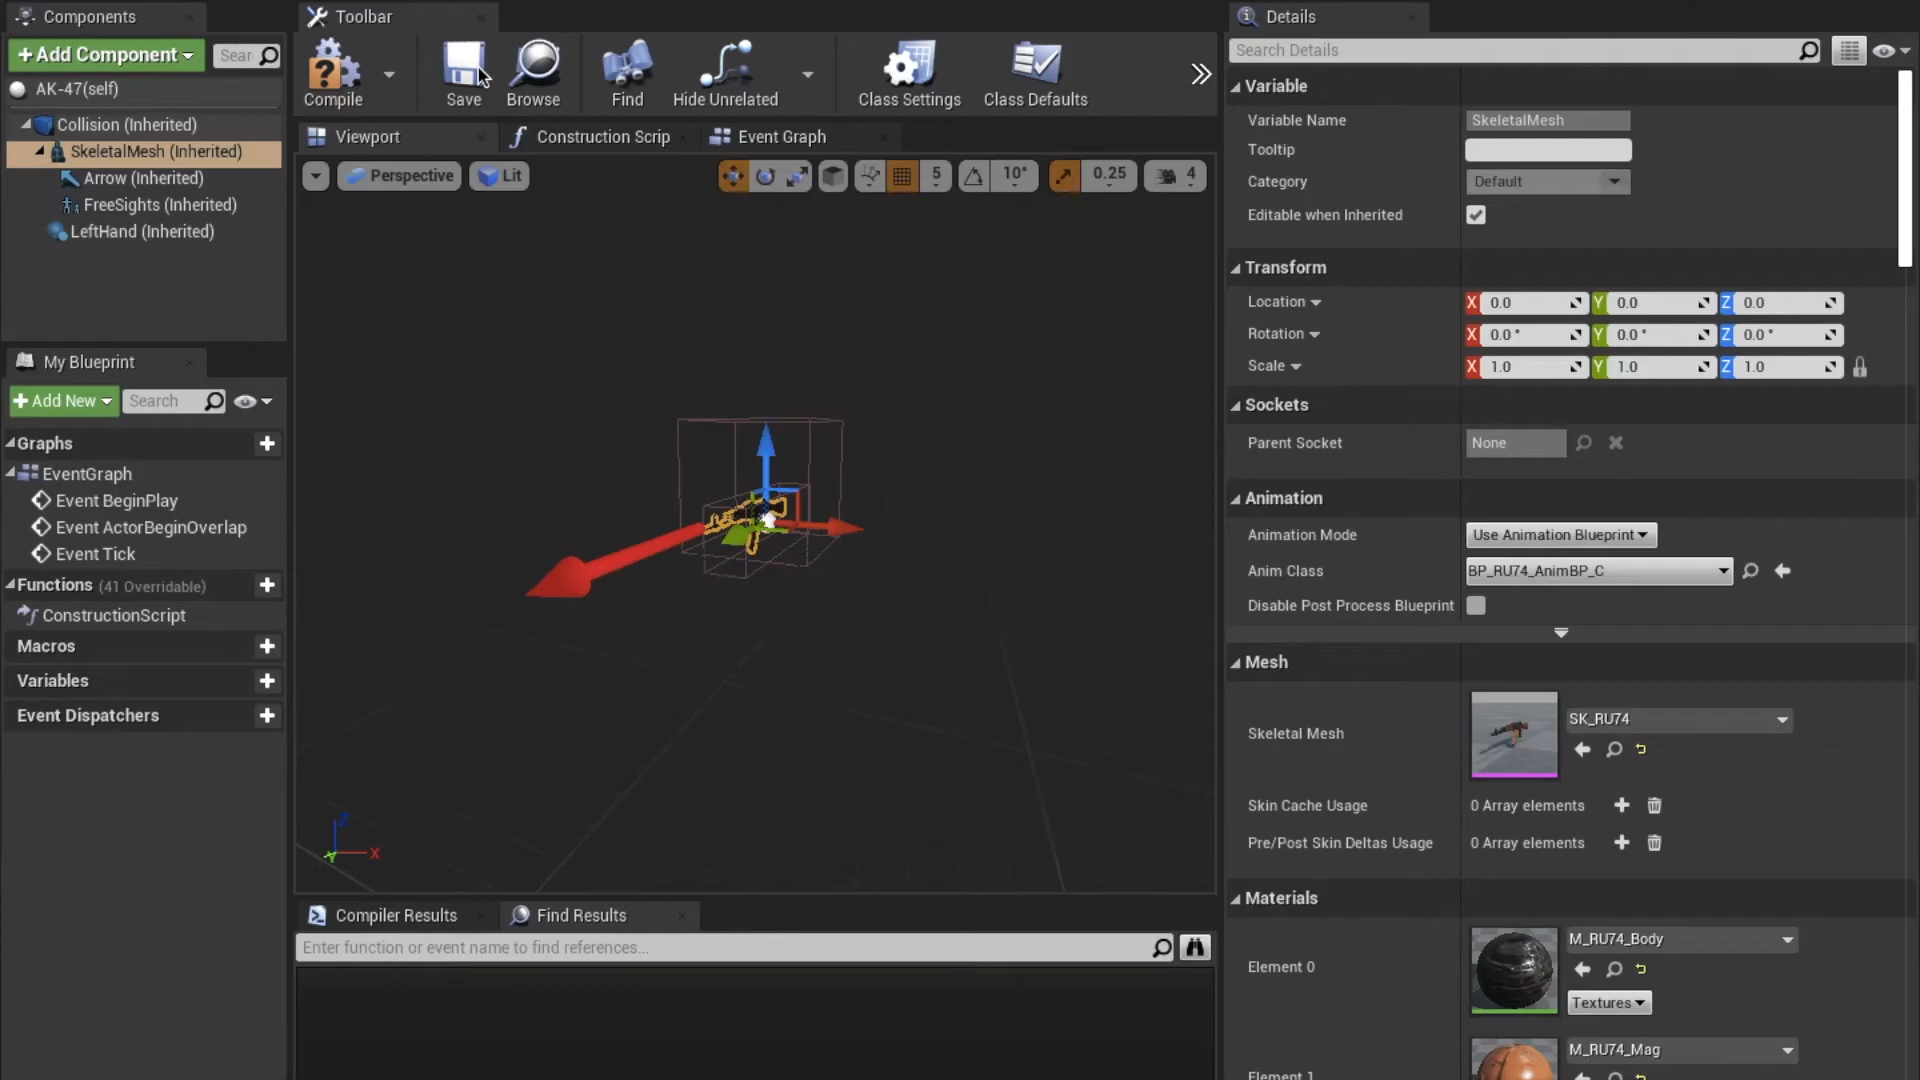 Components
Toolbar
Details
Add Component
Sear
AK-47(self)
Collision (Inherited)
SkeletalMesh (Inherited)
Arrow (Inherited)
FreeSights (Inherited)
LeftHand (Inherited)
Compile
Save
Browse
Find
Hide Unrelated
Class Settings
Class Defaults
Viewport
Construction Scrip
Event Graph
Perspective
Lit
5
10°
0.25
4
My Blueprint
Add New
Search
Graphs
EventGraph
Event BeginPlay
Event ActorBeginOverlap
Event Tick
Functions (41 Overridable)
ConstructionScript
Macros
Variables
Event Dispatchers
Z
X
Y
Compiler Results
Find Results
Enter function or event name to find references...
Search Details
Variable
Variable Name SkeletalMesh
Tooltip
Category Default
Editable when Inherited
Transform
Location X 0.0 Y 0.0 Z 0.0
Rotation X 0.0 ° Y 0.0 ° Z 0.0 °
Scale X 1.0 Y 1.0 Z 1.0
Sockets
Parent Socket None
Animation
Animation Mode Use Animation Blueprint
Anim Class BP_RU74_AnimBP_C
Disable Post Process Blueprint
Mesh
Skeletal Mesh SK_RU74
Skin Cache Usage 0 Array elements
Pre/Post Skin Deltas Usage 0 Array elements
Materials
M_RU74_Body
Element 0
Textures
M_RU74_Mag
Element 1